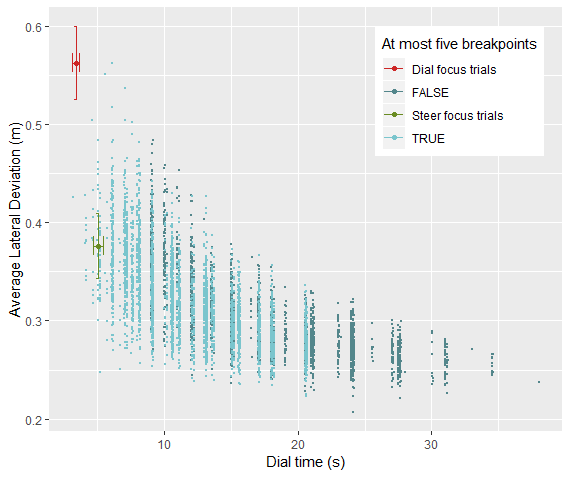 At most five breakpoints
Dial focus trials
FALSE
Steer focus trials
TRUE
Average Lateral Deviation (m)
0.6
0.5
0.4
0.3
0.2
10
20
30
Dial time (s)